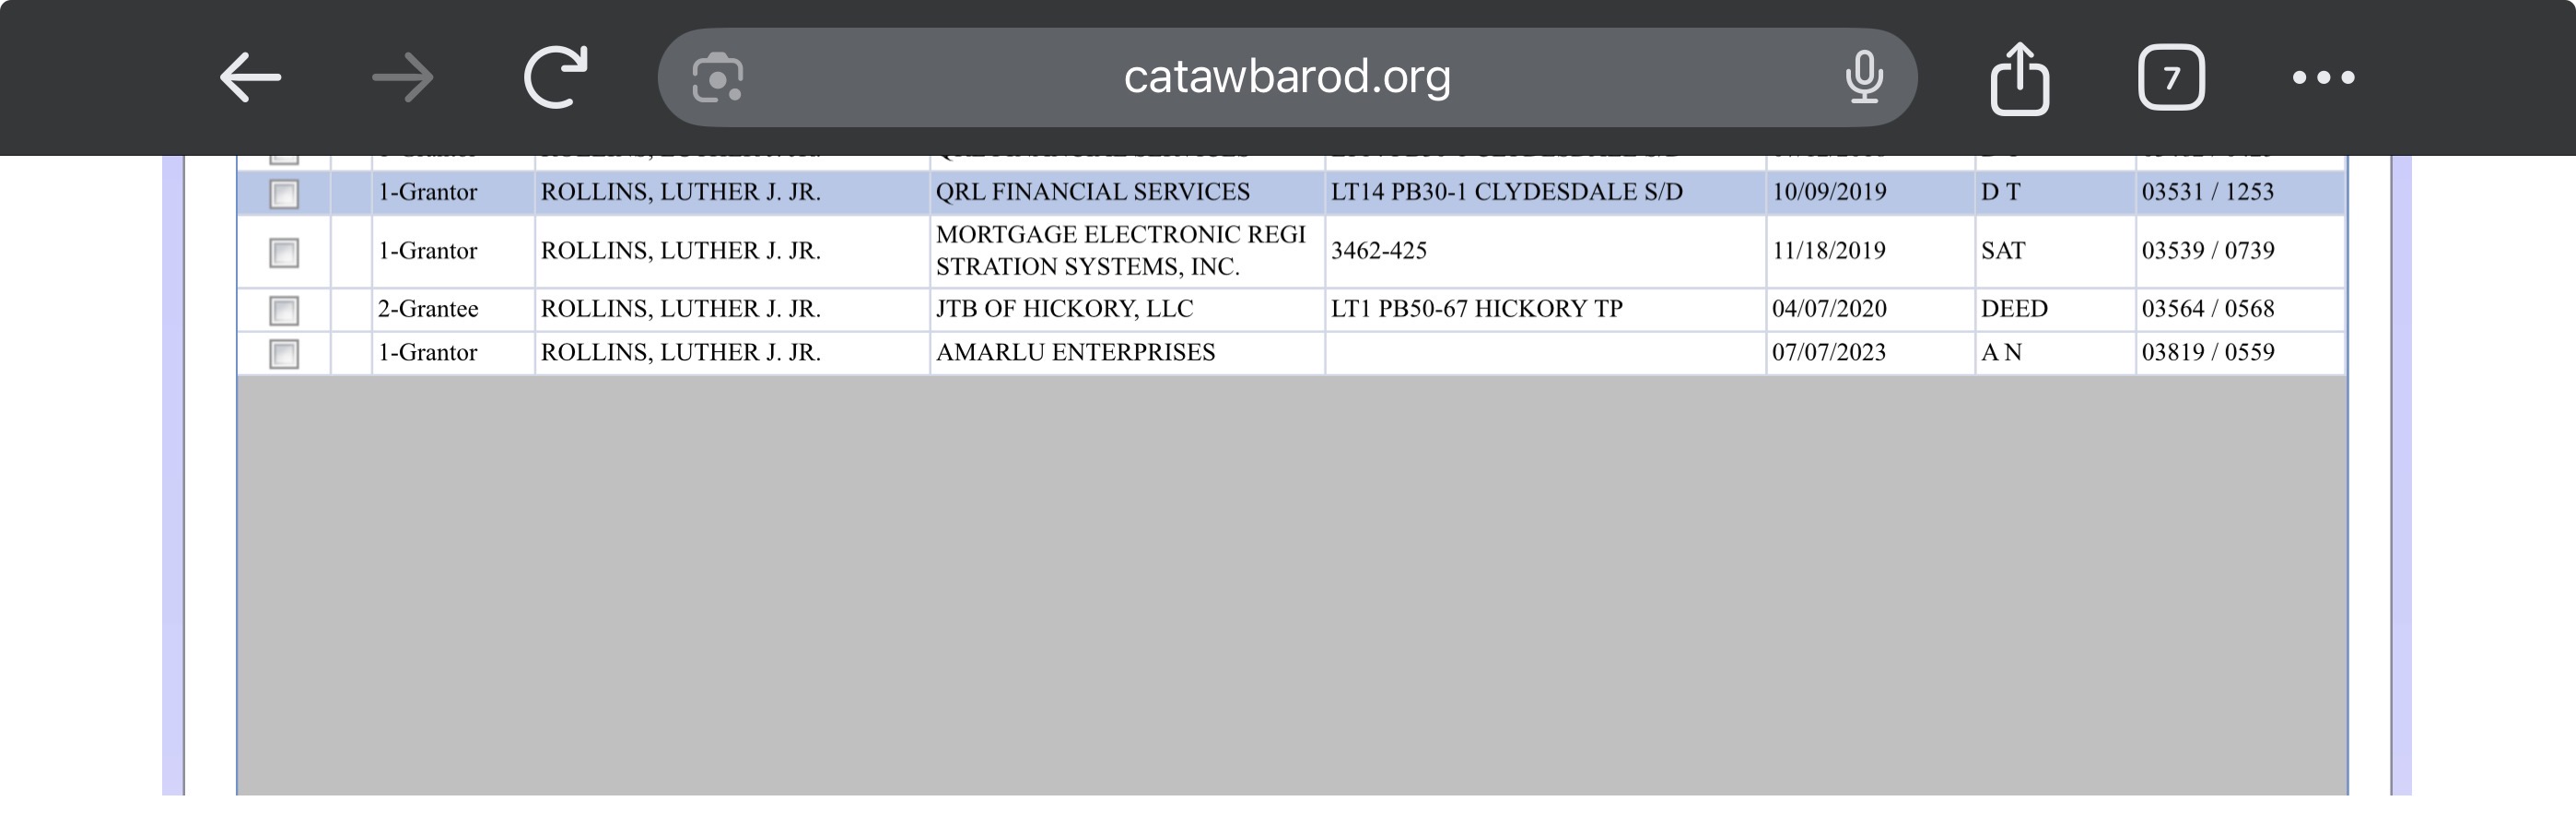 catawbarod.org
7
1-Grantor ROLLINS, LUTHER J. JR. QRL FINANCIAL SERVICES LT14 PB30-1 CLYDESDALE S/D 10/09/2019 D T 03531 / 1253
1-Grantor ROLLINS, LUTHER J. JR. MORTGAGE ELECTRONIC REGI
STRATION SYSTEMS, INC. 3462-425 11/18/2019 SAT 03539 / 0739
2-Grantee ROLLINS, LUTHER J. JR. JTB OF HICKORY, LLC LT1 PB50-67 HICKORY TP 04/07/2020 DEED 03564 / 0568
1-Grantor ROLLINS, LUTHER J. JR. AMARLU ENTERPRISES 07/07/2023 A N 03819 / 0559